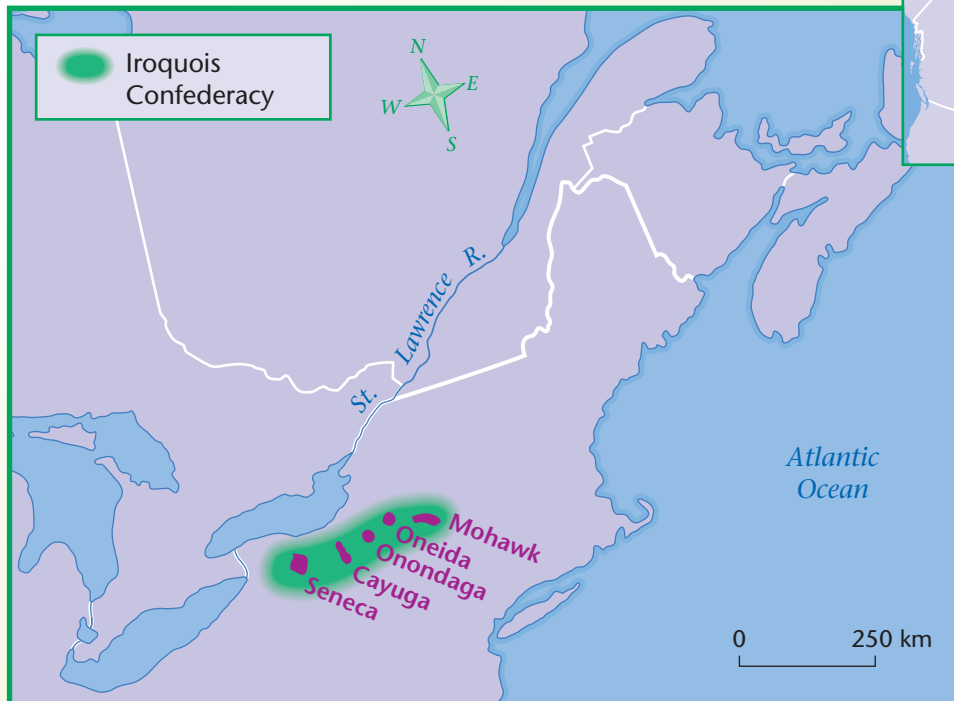 Iroquois
Confederacy
N
E
W
S
St. Lawrence R.
Atlantic
Ocean
Mohawk
Oneida
Onondaga
Cayuga
Seneca
0 250 km